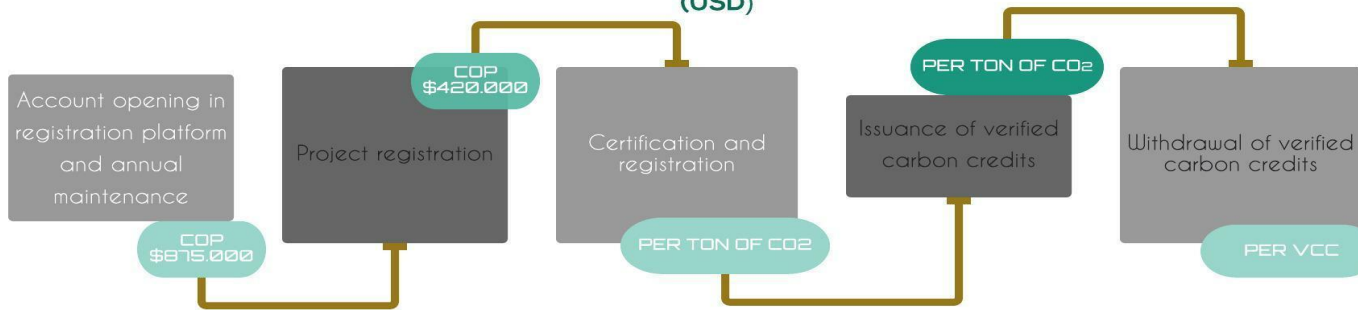 (USD)
Account opening in
registration platform
and annual
maintenance
COP
$875.000
Project registration
COP
$420.000
Certification and
registration
PER TON OF CO2
Issuance of verified
carbon credits
PER TON OF CO2
Withdrawal of verified
carbon credits
PER VCC